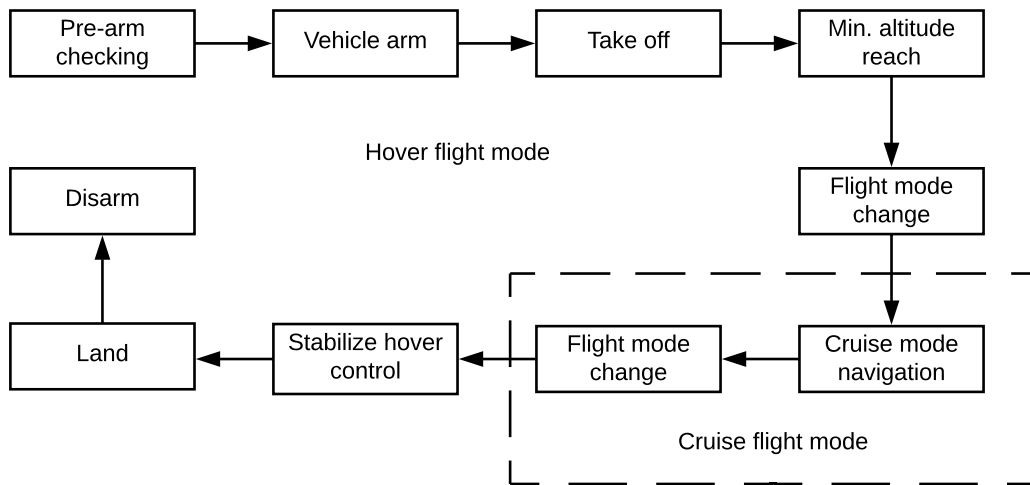 Pre-arm
checking
Vehicle arm
Take off
Min. altitude
reach
Hover flight mode
Disarm
Flight mode
change
Land
Stabilize hover
control
Flight mode
change
Cruise mode
navigation
Cruise flight mode